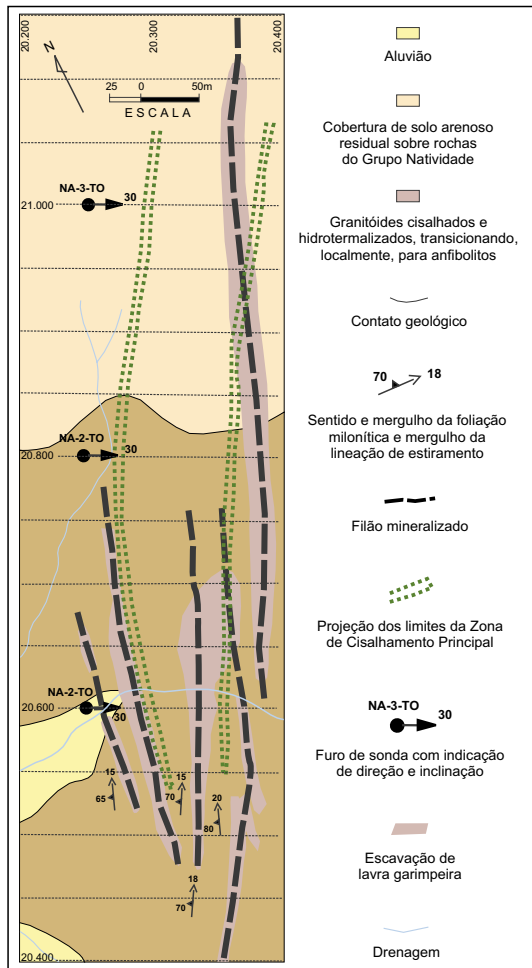 20.200
20.300
20.400
N
25 0 50m
ESCALA
NA-3-TO
30
21.000
NA-2-TO
30
20.800
NA-2-TO
30
20.600
15
65
15
70
20
80
18
70
20.400
Aluvião
Cobertura de solo arenoso
residual sobre rochas
do Grupo Natividade
Granitóides cisalhados e
hidrotermalizados, transicionando,
localmente, para anfibolitos
Contato geológico
70 18
Sentido e mergulho da foliação
milonítica e mergulho da
lineação de estiramento
Filão mineralizado
Projeção dos limites da Zona
de Cisalhamento Principal
NA-3-TO
30
Furo de sonda com indicação
de direção e inclinação
Escavação de
lavra garimpeira
Drenagem